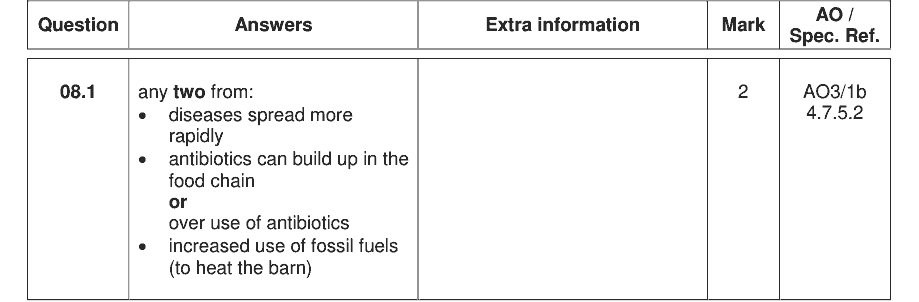 Question Answers Extra information Mark AO /
Spec. Ref.
08.1 any two from: 2 AO3/1b
4.7.5.2
• diseases spread more
rapidly
• antibiotics can build up in the
food chain
or
over use of antibiotics
• increased use of fossil fuels
(to heat the barn)